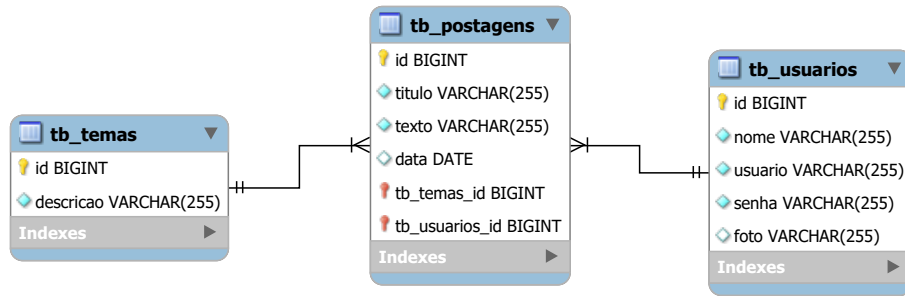 tb_temas
id BIGINT
descricao VARCHAR(255)
Indexes
tb_postagens
id BIGINT
titulo VARCHAR(255)
texto VARCHAR(255)
data DATE
tb_temas_id BIGINT
tb_usuarios_id BIGINT
Indexes
tb_usuarios
id BIGINT
nome VARCHAR(255)
usuario VARCHAR(255)
senha VARCHAR(255)
foto VARCHAR(255)
Indexes